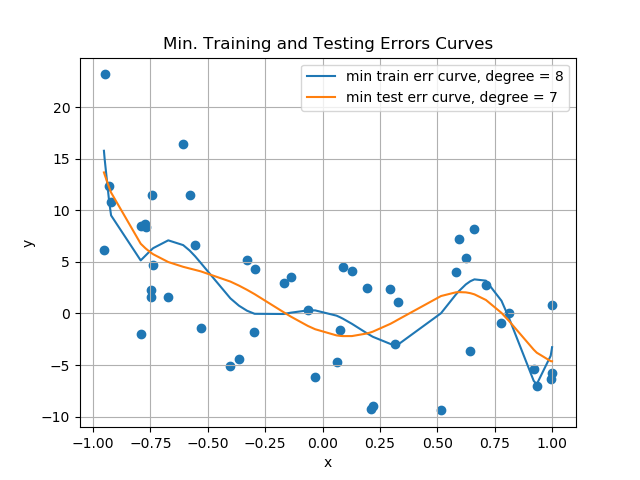 Min. Training and Testing Errors Curves
min train err curve, degree = 8
min test err curve, degree = 7
20
15
10
5
0
−5
−10
y
−1.00 −0.75 −0.50 −0.25 0.00 0.25 0.50 0.75 1.00
x